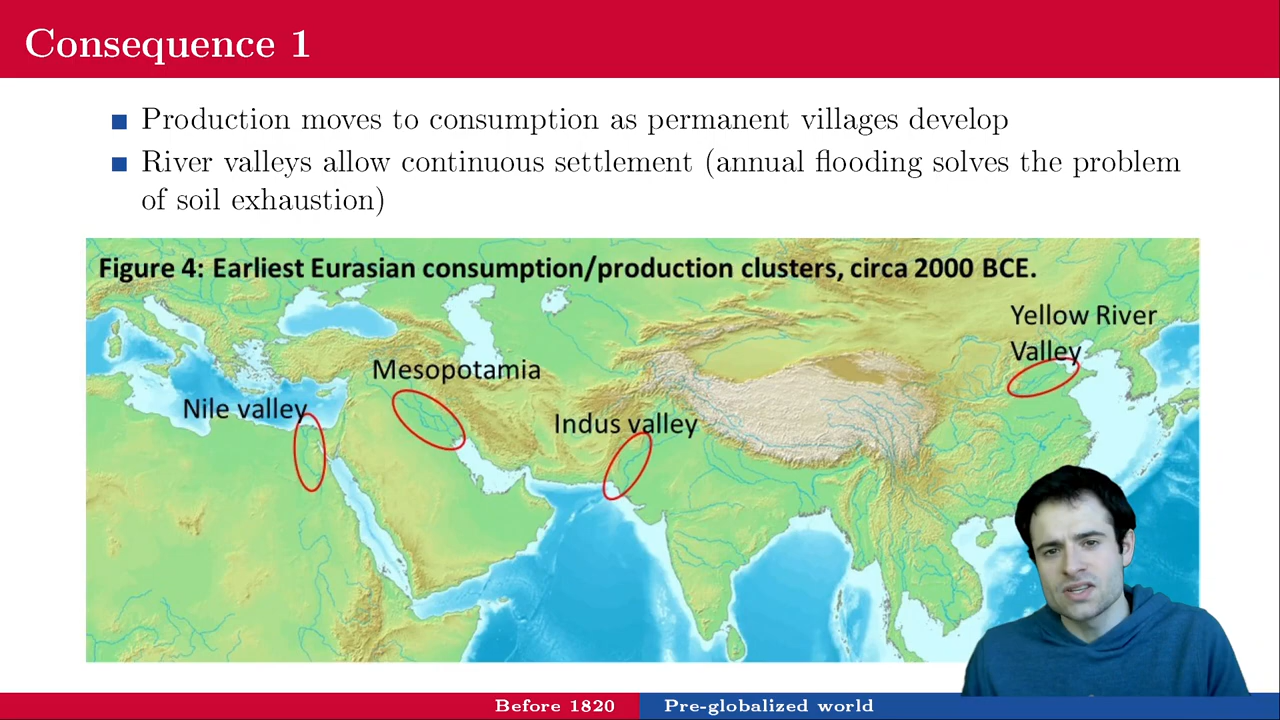 Consequence 1
Production moves to consumption as permanent villages develop
River valleys allow continuous settlement (annual flooding solves the problem
of soil exhaustion)
Figure 4: Earliest Eurasian consumption/production clusters, circa 2000 BCE.
Yellow River
Valley
Mesopotamia
Nile valley
Indus valley
Before 1820
Pre-globalized world